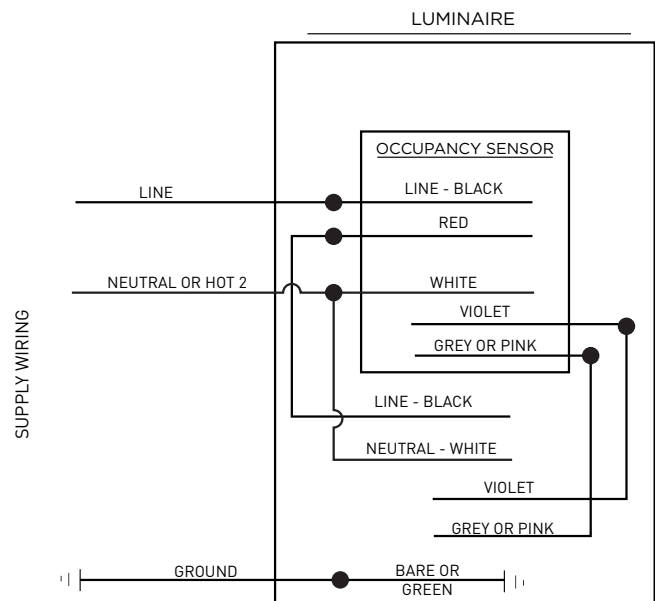 LUMINAIRE
OCCUPANCY SENSOR
LINE
LINE - BLACK
RED
NEUTRAL OR HOT 2
WHITE
VIOLET
GREY OR PINK
SUPPLY WIRING
LINE - BLACK
NEUTRAL - WHITE
VIOLET
GREY OR PINK
GROUND
BARE OR
GREEN